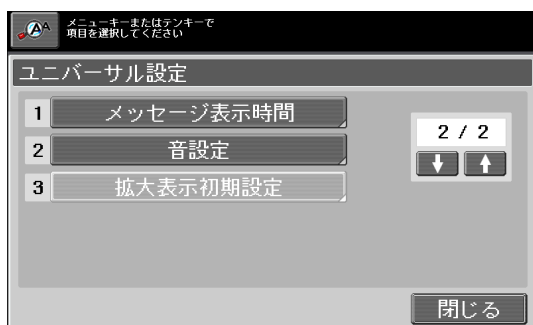 AA
メニューキーまたはテンキーで
項目を選択してください
ユニバーサル設定
1 メッセージ表示時間
2 / 2
2 音設定
3 拡大表示初期設定
閉じる